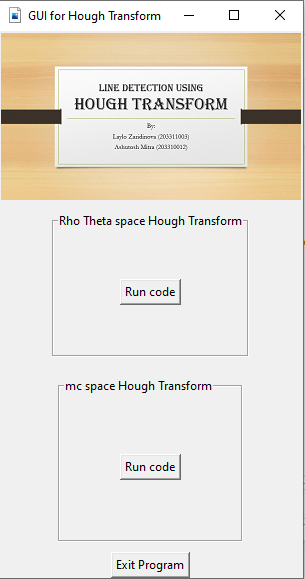 GUI for Hough Transform
LINE DETECTION USING
HOUGH TRANSFORM
By:
Laylo Zaridinova (203311003)
Ashutosh Mitra (203310012)
Rho Theta space Hough Transform
Run code
mc space Hough Transform
Run code
Exit Program